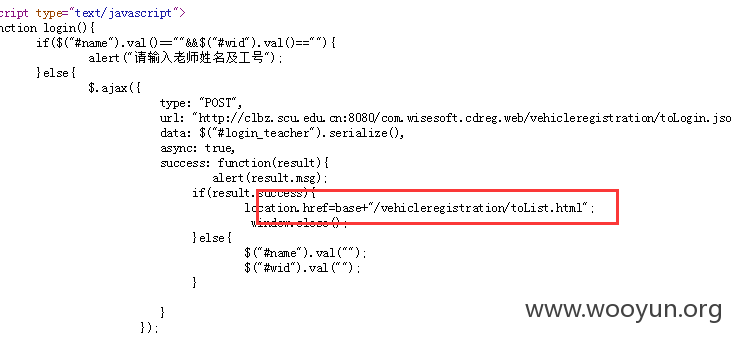 cript type="text/javascript">
nction login(){
if($("#name").val()==""&&$("#wid").val()==""){
alert("请输入老师姓名及工号");
}else{
$.ajax({
type: "POST",
url: "http://clbz.scu.edu.cn:8080/com.wisesoft.cdreg.web/vehicleregistration/toLogin.jso
data: $("#login_teacher").serialize(),
async: true,
success: function(result){
alert(result.msg);
if(result.success){
location.href=base+"/vehicleregistration/toList.html";
window.close();
}else{
$("#name").val("");
$("#wid").val("");
}
}
});
www.wooyun.org